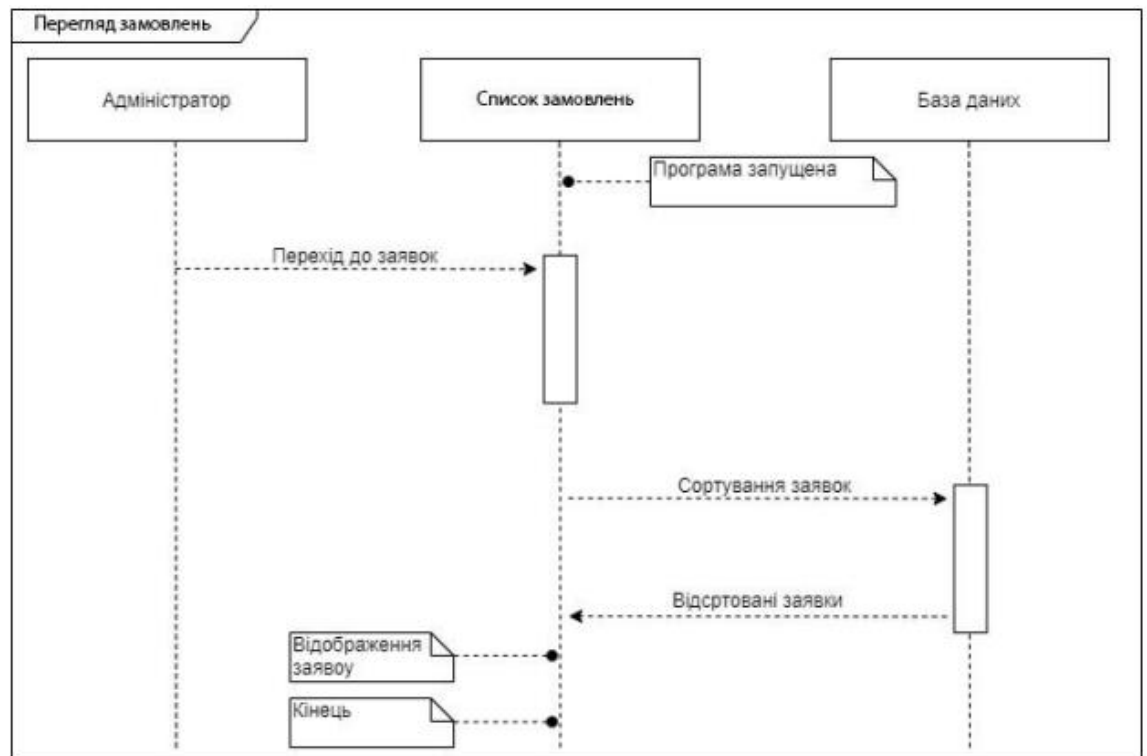 Перегляд замовлень
Адміністратор
Список замовлень
База даних
Програма запущена
Перехід до заявок
Сортування заявок
Відсртовані заявки
Відображення
заявоу
Кінець